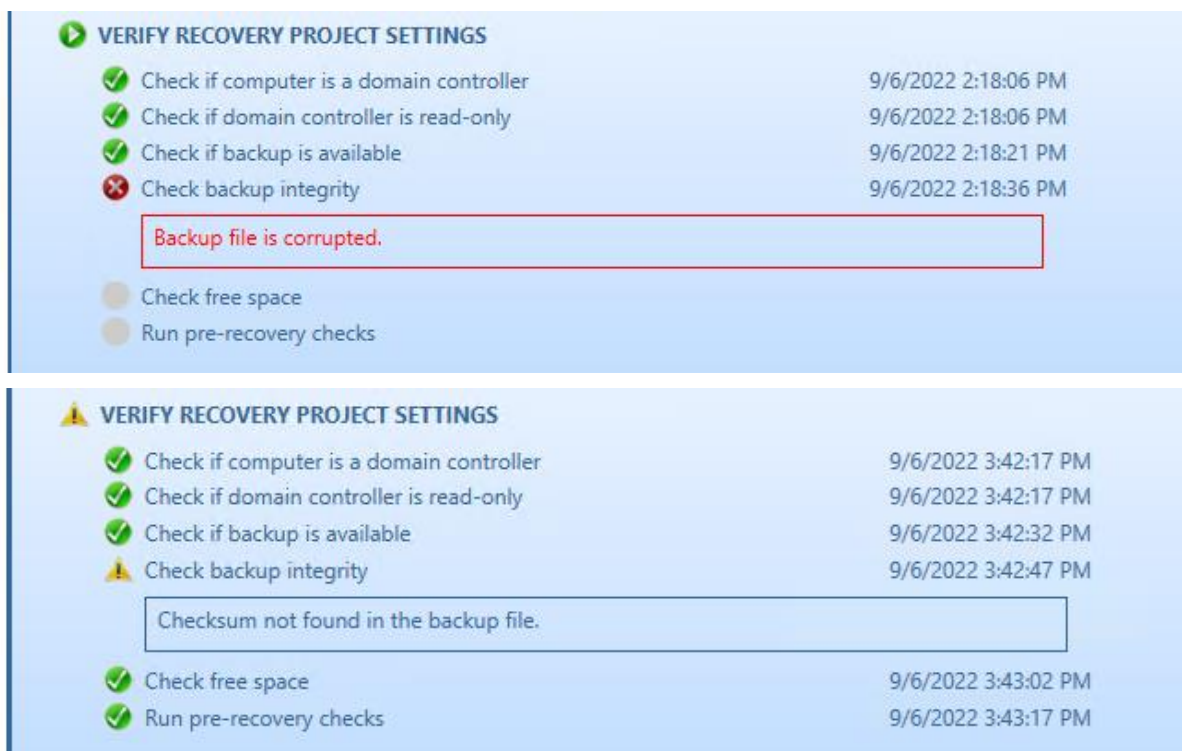 VERIFY RECOVERY PROJECT SETTINGS
Check if computer is a domain controller 9/6/2022 2:18:06 PM
Check if domain controller is read-only 9/6/2022 2:18:06 PM
Check if backup is available 9/6/2022 2:18:21 PM
Check backup integrity 9/6/2022 2:18:36 PM
Backup file is corrupted.
Check free space
Run pre-recovery checks
VERIFY RECOVERY PROJECT SETTINGS
Check if computer is a domain controller 9/6/2022 3:42:17 PM
Check if domain controller is read-only 9/6/2022 3:42:17 PM
Check if backup is available 9/6/2022 3:42:32 PM
Check backup integrity 9/6/2022 3:42:47 PM
Checksum not found in the backup file.
Check free space 9/6/2022 3:43:02 PM
Run pre-recovery checks 9/6/2022 3:43:17 PM